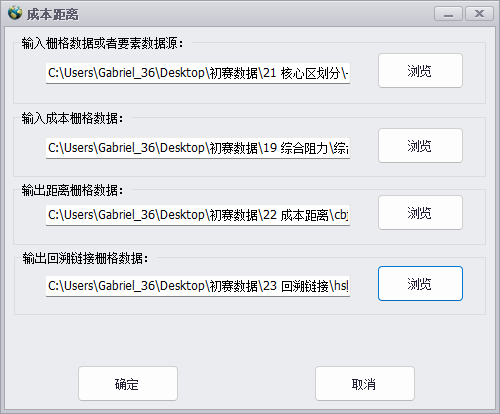 成本距离
输入栅格数据或者要素数据源：
C:\Users\Gabriel_36\Desktop\初赛数据\21 核心区划分\
浏览
输入成本栅格数据：
C:\Users\Gabriel_36\Desktop\初赛数据\19 综合阻力\综
浏览
输出距离栅格数据：
C:\Users\Gabriel_36\Desktop\初赛数据\22 成本距离\cb
浏览
输出回溯链接栅格数据：
C:\Users\Gabriel_36\Desktop\初赛数据\23 回溯链接\hs
浏览
确定
取消